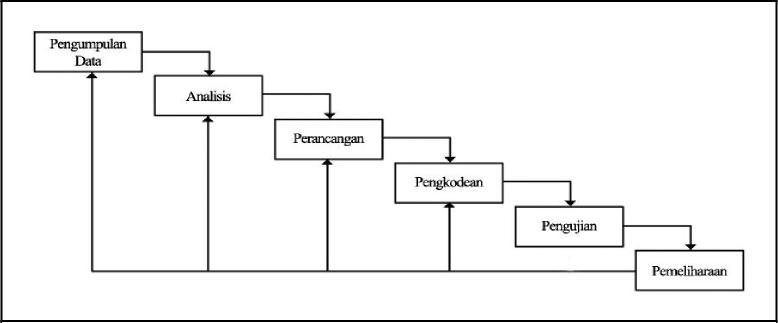 Pengumpulan
Data
Analisis
Perancangan
Pengkodean
Pengujian
Pemeliharaan